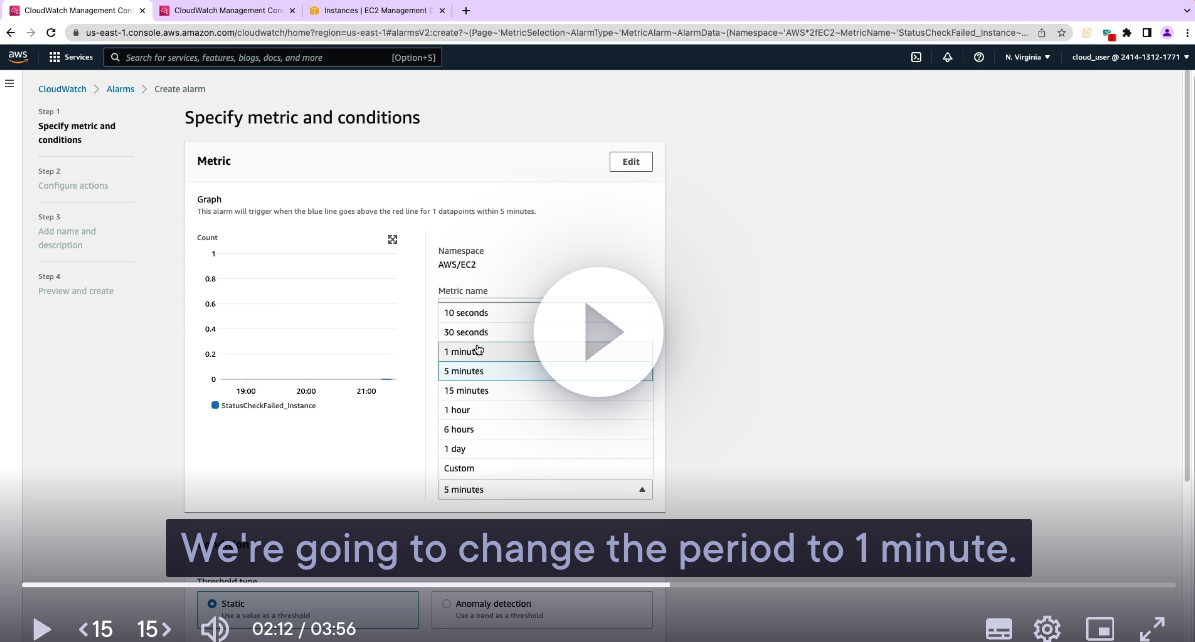 CloudWatch Management Con
CloudWatch Management Con
Instances | EC2 Management C
us-east-1.console.aws.amazon.com/cloudwatch/home?region=us-east-1#alarmsV2:create?~(Page~'MetricSelection~AlarmType~'MetricAlarm~AlarmData~(Namespace~'AWS*2fEC2~MetricName~'StatusCheckFailed_Instance~...
aws
Services
Search for services, features, blogs, docs, and more
[Option+S]
N. Virginia
cloud_user @ 2414-1312-1771
CloudWatch > Alarms > Create alarm
Step 1
Specify metric and
conditions
Step 2
Configure actions
Step 3
Add name and
description
Step 4
Preview and create
Specify metric and conditions
Metric
Edit
Graph
This alarm will trigger when the blue line goes above the red line for 1 datapoints within 5 minutes.
Count
1
0.8
0.6
0.4
0.2
0
19:00 20:00 21:00
StatusCheckFailed_Instance
Namespace
AWS/EC2
Metric name
10 seconds
30 seconds
1 minute
5 minutes
15 minutes
1 hour
6 hours
1 day
Custom
5 minutes
We're going to change the period to 1 minute.
Threshold type
Static
Use a value as a threshold
Anomaly detection
Use a band as a threshold
<15 15> 02:12 / 03:56